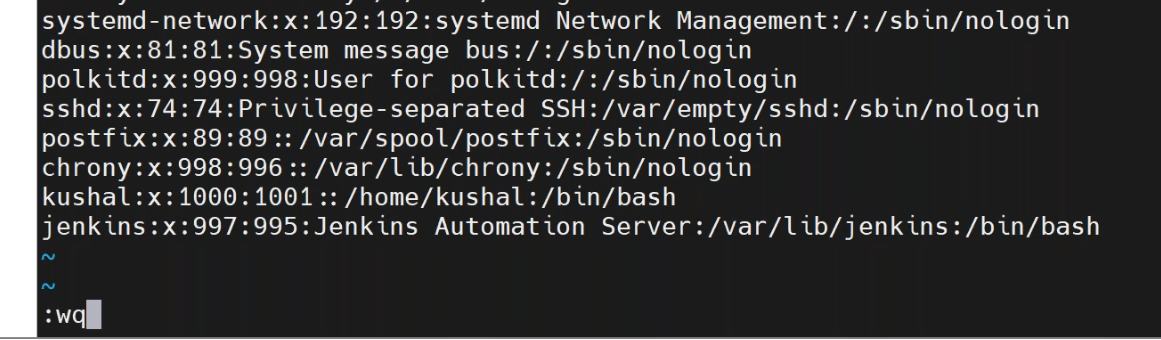 systemd-network:x:192:192:systemd Network Management:/:/sbin/nologin
dbus:x:81:81:System message bus:/:/sbin/nologin
polkitd:x:999:998:User for polkitd:/:/sbin/nologin
sshd:x:74:74:Privilege-separated SSH:/var/empty/sshd:/sbin/nologin
postfix:x:89:89::/var/spool/postfix:/sbin/nologin
chrony:x:998:996::/var/lib/chrony:/sbin/nologin
kushal:x:1000:1001::/home/kushal:/bin/bash
jenkins:x:997:995:Jenkins Automation Server:/var/lib/jenkins:/bin/bash
~
~
:wq